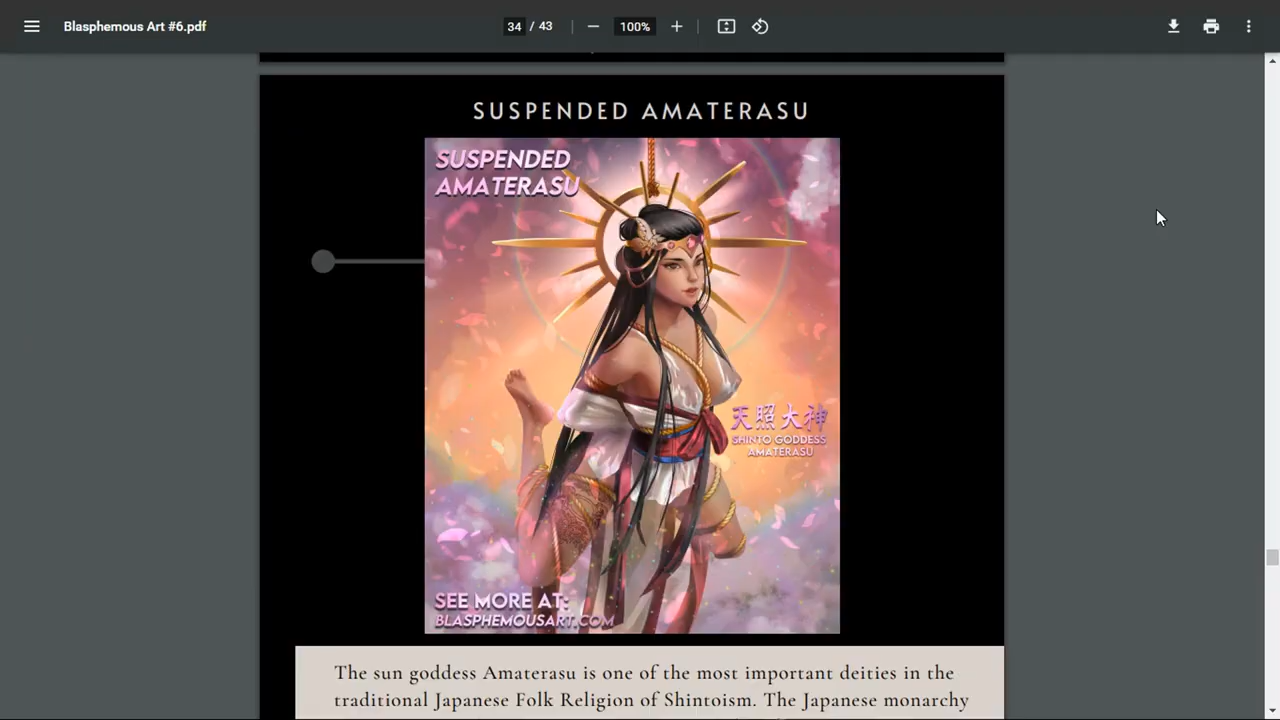 Blasphemous Art #6.pdf
34 / 43
100%
SUSPENDED AMATERASU
SUSPENDED
AMATERASU
天照大神
SHINTO GODDESS
AMATERASU
SEE MORE AT:
BLASPHEMOUSART.COM
The sun goddess Amaterasu is one of the most important deities in the
traditional Japanese Folk Religion of Shintoism. The Japanese monarchy